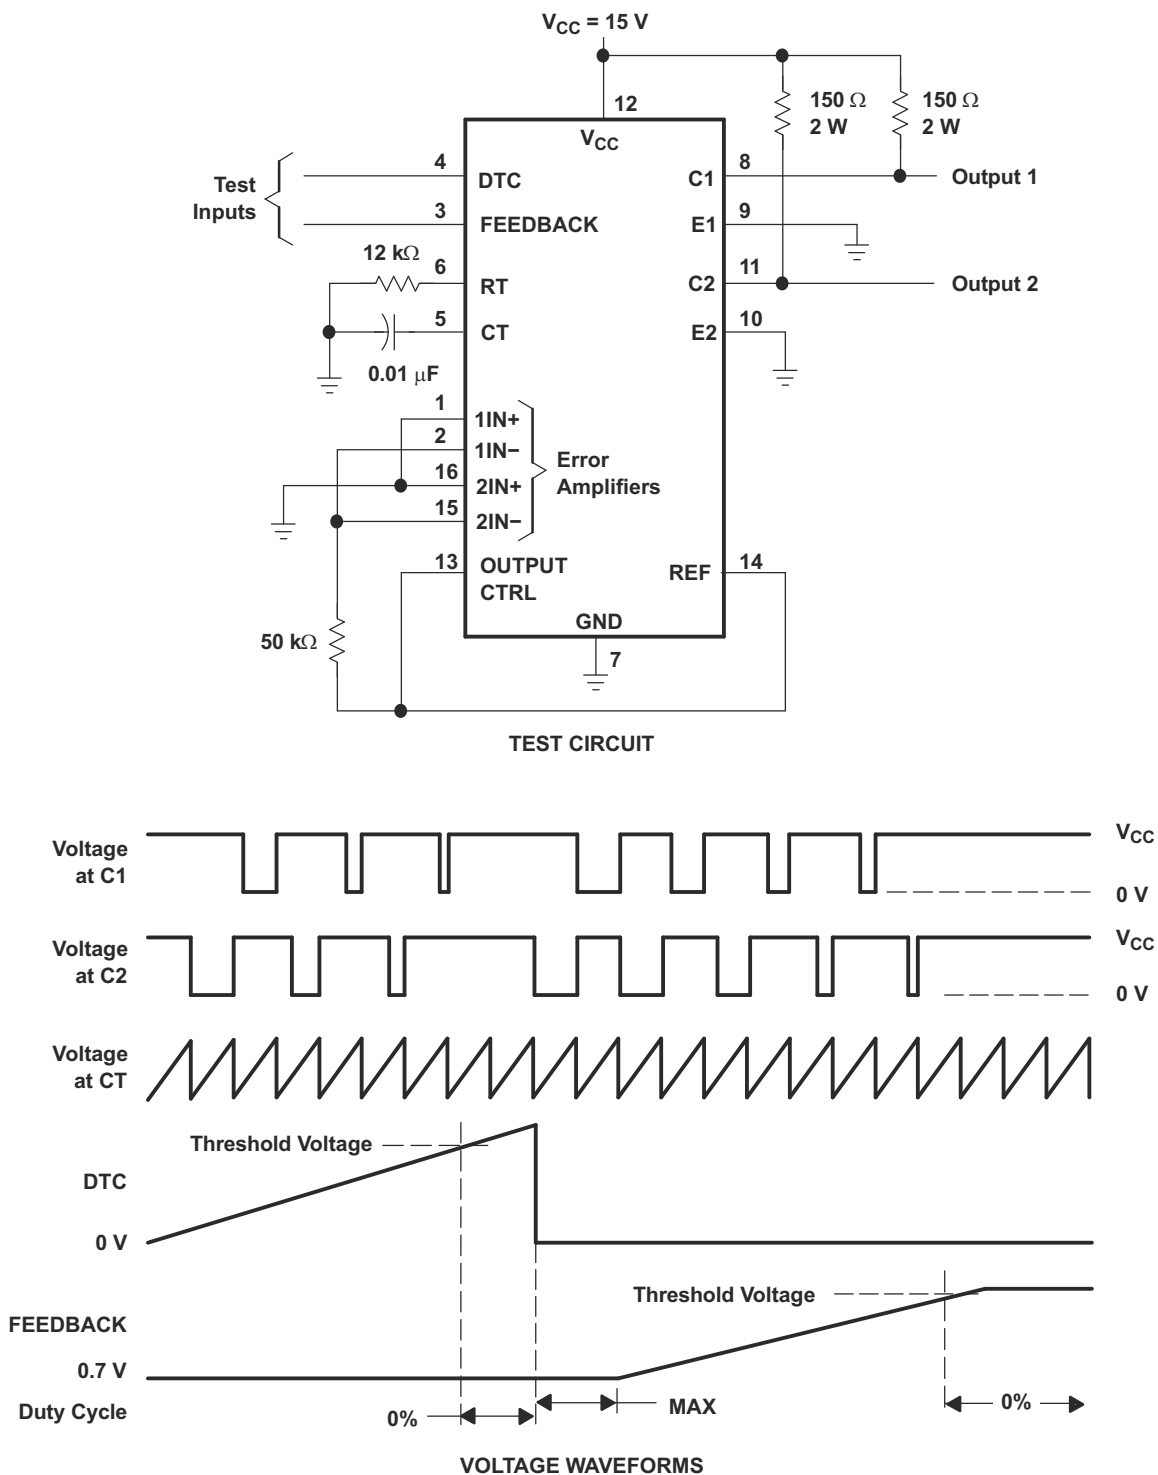 VCC = 15 V
12
VCC
150 Ω
2 W
150 Ω
2 W
Test
Inputs
4
DTC
3
FEEDBACK
12 kΩ
6
RT
5
CT
0.01 μF
1
1IN+
2
1IN−
16
2IN+
15
2IN−
Error
Amplifiers
13
OUTPUT
CTRL
50 kΩ
C1
8
Output 1
E1
9
C2
11
Output 2
E2
10
REF
14
GND
7
TEST CIRCUIT
Voltage
at C1
VCC
0 V
Voltage
at C2
VCC
0 V
Voltage
at CT
Threshold Voltage
DTC
0 V
Threshold Voltage
FEEDBACK
0.7 V
Duty Cycle
0%
MAX
0%
VOLTAGE WAVEFORMS